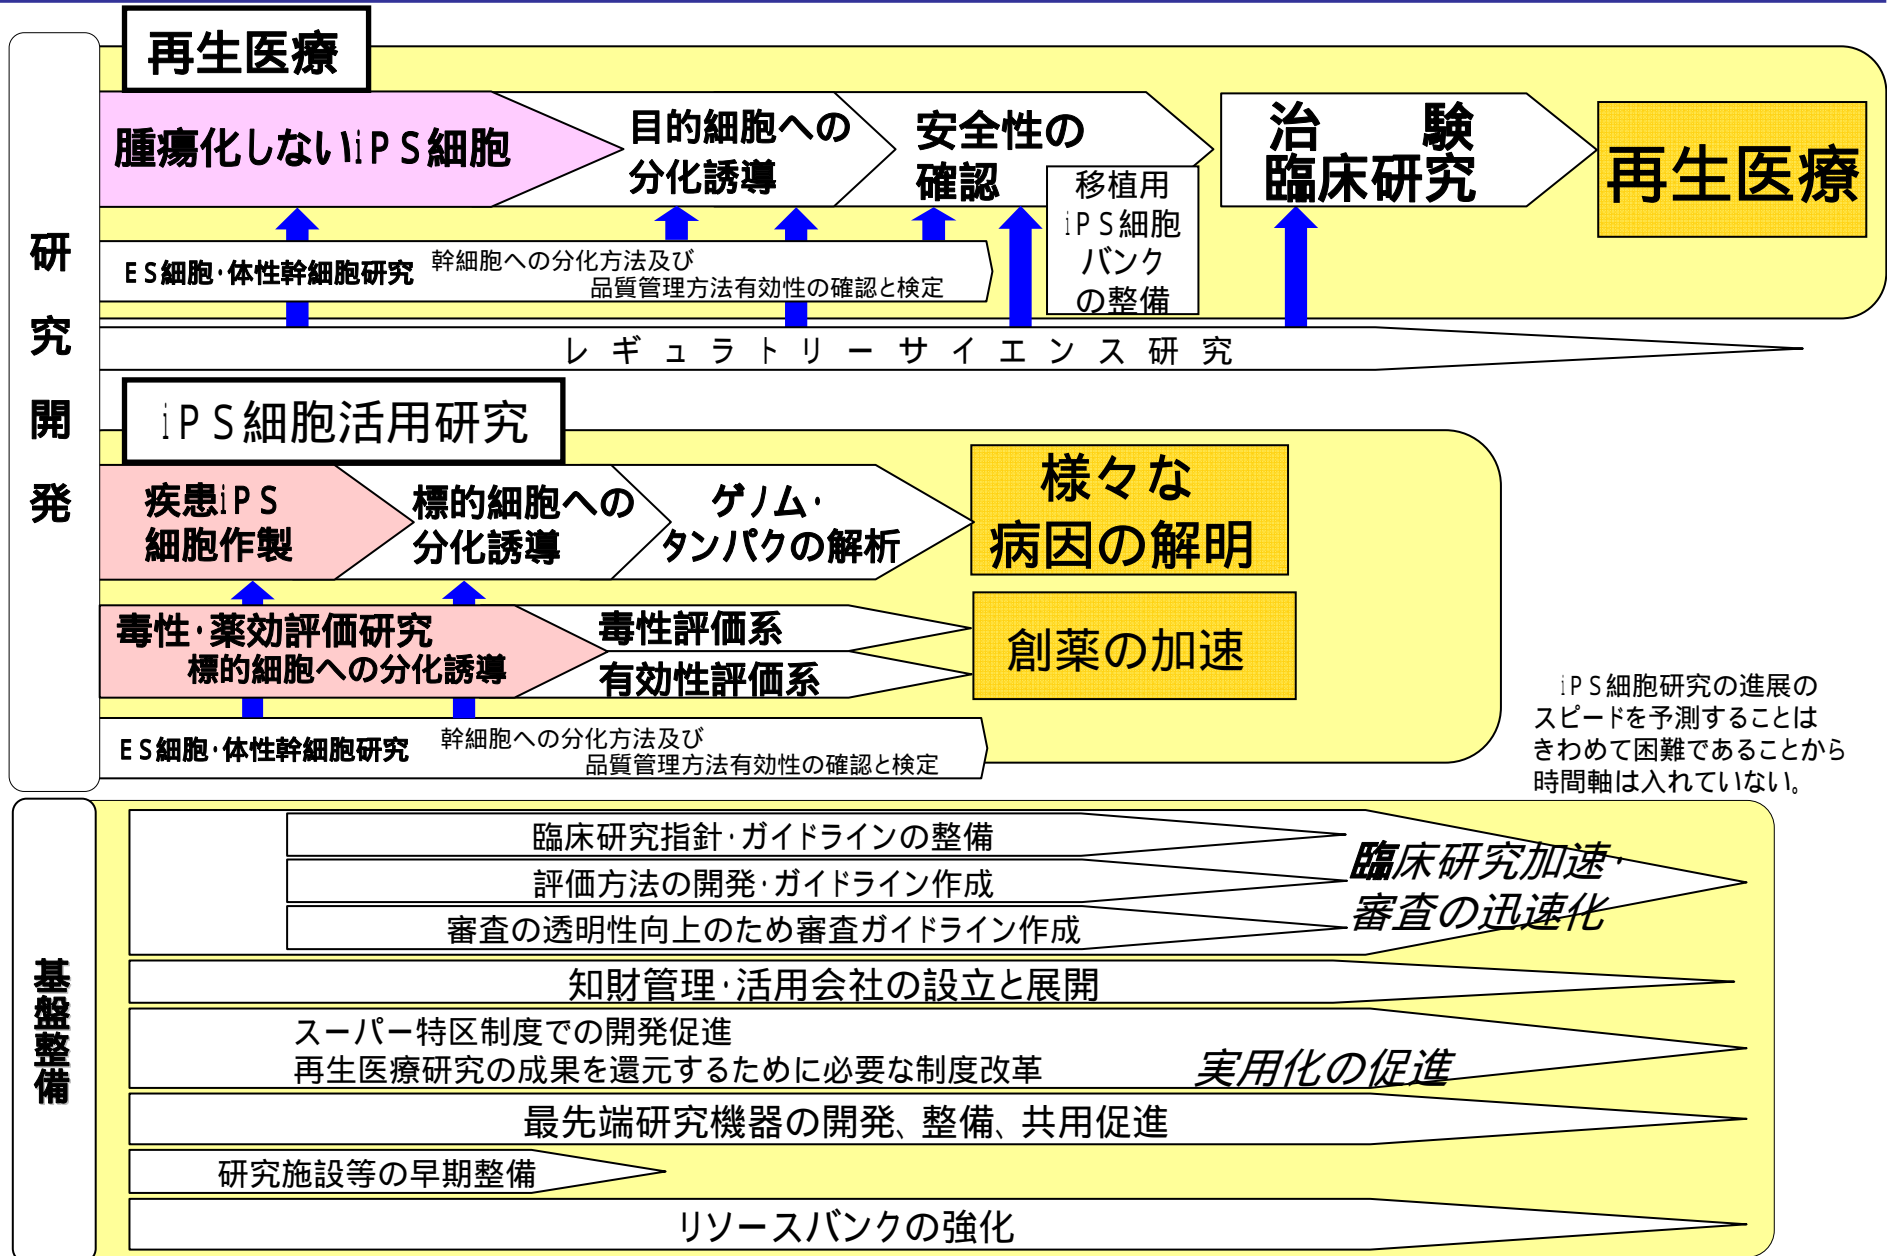 再生医療
腫瘍化しないiPS細胞
目的細胞への
分化誘導
安全性の
確認
治　験
臨床研究
再生医療
移植用
iPS細胞
バンク
の整備
ES細胞・体性幹細胞研究
幹細胞への分化方法及び
品質管理方法有効性の確認と検定
レギュラトリーサイエンス研究
研究開発
iPS細胞活用研究
疾患iPS
細胞作製
標的細胞への
分化誘導
ゲノム・
タンパクの解析
様々な
病因の解明
毒性・薬効評価研究
標的細胞への分化誘導
毒性評価系
有効性評価系
創薬の加速
ES細胞・体性幹細胞研究
幹細胞への分化方法及び
品質管理方法有効性の確認と検定
iPS細胞研究の進展の
スピードを予測することは
きわめて困難であることから
時間軸は入れていない。
基盤整備
臨床研究指針・ガイドラインの整備
評価方法の開発・ガイドライン作成
審査の透明性向上のため審査ガイドライン作成
臨床研究加速・
審査の迅速化
知財管理・活用会社の設立と展開
スーパー特区制度での開発促進
再生医療研究の成果を還元するために必要な制度改革
実用化の促進
最先端研究機器の開発、整備、共用促進
研究施設等の早期整備
リソースバンクの強化